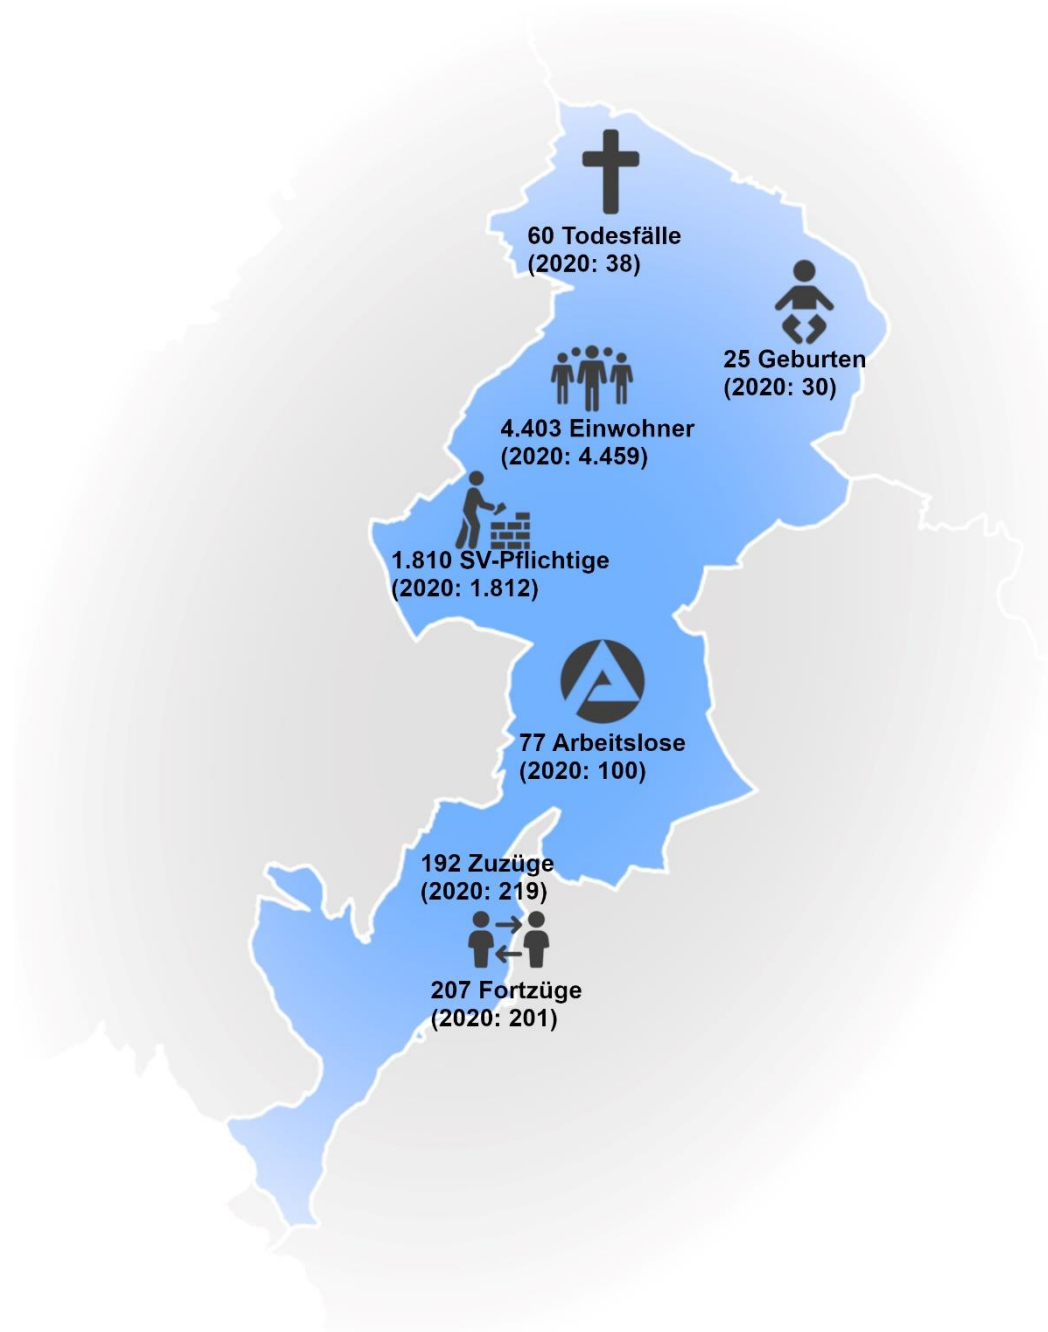 60 Todesfälle
(2020: 38)
25 Geburten
(2020: 30)
4.403 Einwohner
(2020: 4.459)
1.810 SV-Pflichtige
(2020: 1.812)
77 Arbeitslose
(2020: 100)
192 Zuzüge
(2020: 219)
207 Fortzüge
(2020: 201)